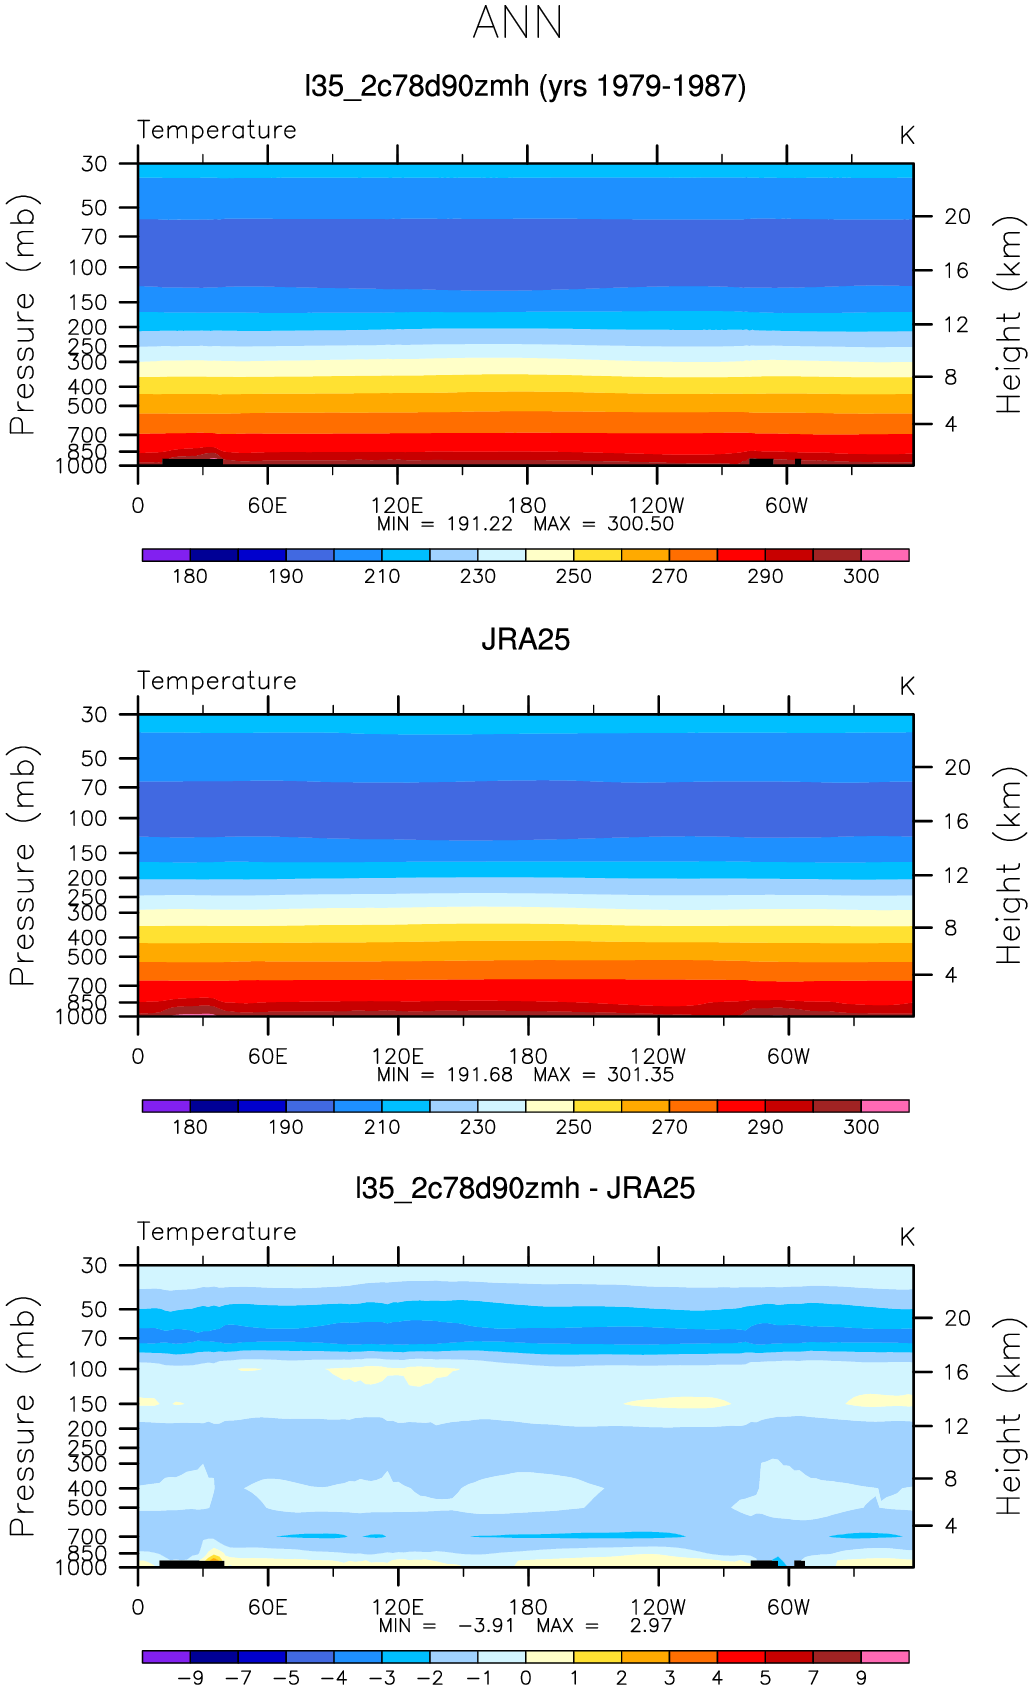 ANN
l35_2c78d90zmh (yrs 1979-1987)
Temperature K
Pressure (mb)
30
50
70
100
150
200
250
300
400
500
700
850
1000
Height (km)
20
16
12
8
4
0 60E 120E 180 120W 60W
MIN = 191.22 MAX = 300.50
180 190 210 230 250 270 290 300
JRA25
Temperature K
Pressure (mb)
30
50
70
100
150
200
250
300
400
500
700
850
1000
Height (km)
20
16
12
8
4
0 60E 120E 180 120W 60W
MIN = 191.68 MAX = 301.35
180 190 210 230 250 270 290 300
l35_2c78d90zmh - JRA25
Temperature K
Pressure (mb)
30
50
70
100
150
200
250
300
400
500
700
850
1000
Height (km)
20
16
12
8
4
0 60E 120E 180 120W 60W
MIN = −3.91 MAX = 2.97
−9 −7 −5 −4 −3 −2 −1 0 1 2 3 4 5 7 9